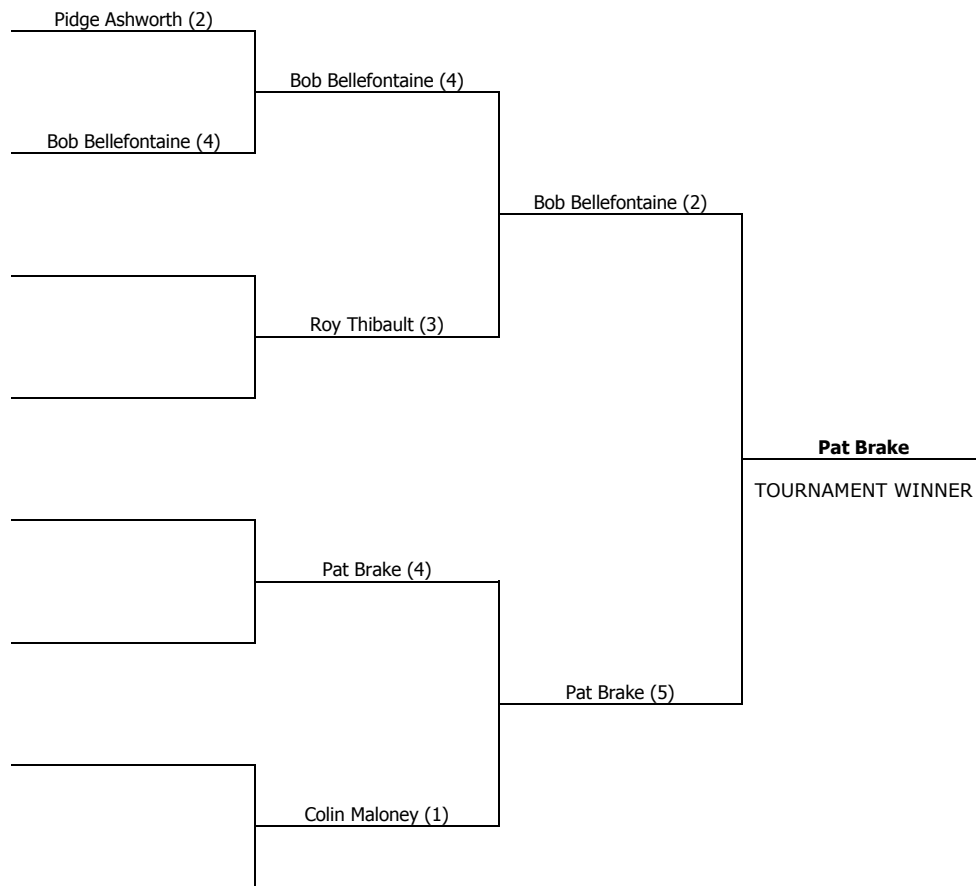 Pidge Ashworth (2)
Bob Bellefontaine (4)
Bob Bellefontaine (4)
Bob Bellefontaine (2)
Roy Thibault (3)
Pat Brake
TOURNAMENT WINNER
Pat Brake (4)
Pat Brake (5)
Colin Maloney (1)